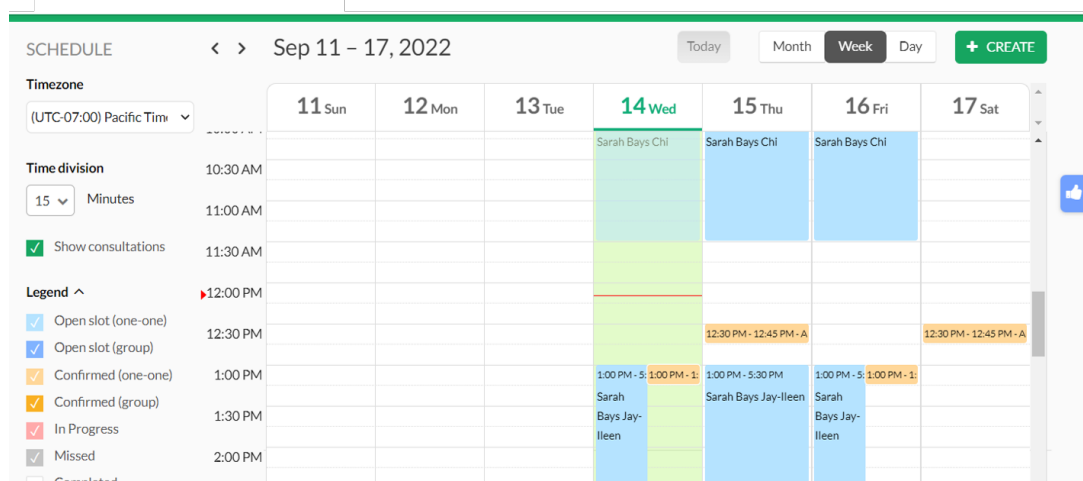 SCHEDULE
Sep 11 – 17, 2022
Today
Month
Week
Day
+ CREATE
Timezone
(UTC-07:00) Pacific Tim
Time division
15
Minutes
Show consultations
Legend
Open slot (one-one)
Open slot (group)
Confirmed (one-one)
Confirmed (group)
In Progress
Missed
Completed
11 Sun
12 Mon
13 Tue
14 Wed
15 Thu
16 Fri
17 Sat
Sarah Bays Chi
Sarah Bays Chi
Sarah Bays Chi
10:30 AM
11:00 AM
11:30 AM
12:00 PM
12:30 PM
12:30 PM - 12:45 PM - A
12:30 PM - 12:45 PM - A
1:00 PM
1:00 PM - 5:
Sarah
Bays Jay-
Ileen
1:00 PM - 1:
1:00 PM - 5:30 PM
Sarah Bays Jay-Ileen
1:00 PM - 5:
Sarah
Bays Jay-
Ileen
1:00 PM - 1:
1:30 PM
2:00 PM